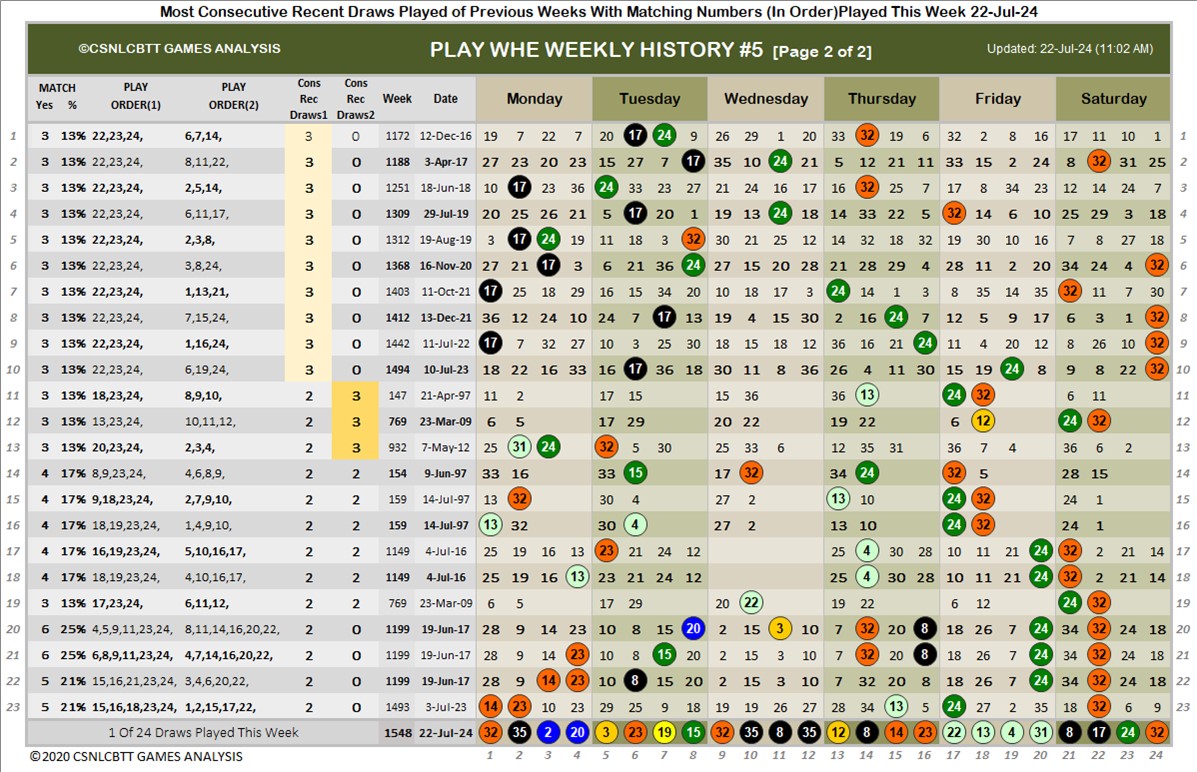 Most Consecutive Recent Draws Played of Previous Weeks With Matching Numbers (In Order)Played This Week 22-Jul-24
©CSNLCBTT GAMES ANALYSIS PLAY WHE WEEKLY HISTORY #5 [Page 2 of 2] Updated: 22-Jul-24 (11:02 AM)
MATCH Yes % PLAY ORDER(1) PLAY ORDER(2) Cons Rec Draws1 Cons Rec Draws2 Week Date Monday Tuesday Wednesday Thursday Friday Saturday
1 3 13% 22,23,24, 6,7,14, 3 0 1172 12-Dec-16 19 7 22 7 20 17 24 9 26 29 1 20 33 32 19 6 32 2 8 16 17 11 10 1 1
2 3 13% 22,23,24, 8,11,22, 3 0 1188 3-Apr-17 27 23 20 23 15 27 7 17 35 10 24 21 5 12 21 11 33 15 2 24 8 32 31 25 2
3 3 13% 22,23,24, 2,5,14, 3 0 1251 18-Jun-18 10 17 23 36 24 33 23 27 21 24 16 17 16 32 25 7 17 8 34 23 12 14 24 7 3
4 3 13% 22,23,24, 6,11,17, 3 0 1309 29-Jul-19 20 25 26 21 5 17 20 1 19 13 24 18 14 33 22 5 32 14 6 10 25 29 3 18 4
5 3 13% 22,23,24, 2,3,8, 3 0 1312 19-Aug-19 3 17 24 19 11 18 3 32 30 21 25 12 14 32 18 32 19 30 10 16 7 8 27 18 5
6 3 13% 22,23,24, 3,8,24, 3 0 1368 16-Nov-20 27 21 17 3 6 21 36 24 27 15 20 28 21 28 29 4 28 11 2 20 34 24 4 32 6
7 3 13% 22,23,24, 1,13,21, 3 0 1403 11-Oct-21 17 25 18 29 16 15 34 20 10 18 17 3 24 14 1 8 35 14 35 32 11 7 30 7
8 3 13% 22,23,24, 7,15,24, 3 0 1412 13-Dec-21 36 12 24 10 24 7 17 13 19 4 15 30 2 16 24 7 12 5 9 17 6 3 1 32 8
9 3 13% 22,23,24, 1,16,24, 3 0 1442 11-Jul-22 17 7 32 27 10 3 25 30 18 15 18 12 36 16 21 24 11 4 20 12 8 26 10 32 9
10 3 13% 22,23,24, 6,19,24, 3 0 1494 10-Jul-23 18 22 16 33 16 17 36 18 30 11 8 36 26 4 11 30 15 19 24 8 9 8 22 32 10
11 3 13% 18,23,24, 8,9,10, 2 3 147 21-Apr-97 11 2 17 15 15 36 36 13 24 32 6 11 11
12 3 13% 13,23,24, 10,11,12, 2 3 769 23-Mar-09 6 5 17 29 20 22 19 22 6 12 24 32 12
13 3 13% 20,23,24, 2,3,4, 2 3 932 7-May-12 25 31 24 32 5 30 25 33 6 12 35 31 36 7 4 36 6 2 13
14 4 17% 8,9,23,24, 4,6,8,9, 2 2 154 9-Jun-97 33 16 33 15 17 32 34 24 32 5 28 15 14
15 4 17% 9,18,23,24, 2,7,9,10, 2 2 159 14-Jul-97 13 32 30 4 27 2 13 10 24 32 24 1 15
16 4 17% 18,19,23,24, 1,4,9,10, 2 2 159 14-Jul-97 13 32 30 4 27 2 13 10 24 32 24 1 16
17 4 17% 16,19,23,24, 5,10,16,17, 2 2 1149 4-Jul-16 25 19 16 13 23 21 24 12 25 4 30 28 10 11 21 24 32 2 21 14 17
18 4 17% 18,19,23,24, 4,10,16,17, 2 2 1149 4-Jul-16 25 19 16 13 23 21 24 12 25 4 30 28 10 11 21 24 32 2 21 14 18
19 3 13% 17,23,24, 6,11,12, 2 0 769 23-Mar-09 6 5 17 29 20 22 19 22 6 12 24 32 19
20 6 25% 4,5,9,11,23,24, 8,11,14,16,20,22, 2 0 1199 19-Jun-17 28 9 14 23 10 8 15 20 2 15 3 10 7 32 20 8 18 26 7 24 34 32 24 18 20
21 6 25% 6,8,9,11,23,24, 4,7,14,16,20,22, 2 0 1199 19-Jun-17 28 9 14 23 10 8 15 20 2 15 3 10 7 32 20 8 18 26 7 24 34 32 24 18 21
22 5 21% 15,16,21,23,24, 3,4,6,20,22, 2 0 1199 19-Jun-17 28 9 14 23 10 8 15 20 2 15 3 10 7 32 20 8 18 26 7 24 34 32 24 18 22
23 5 21% 15,16,18,23,24, 1,2,15,17,22, 2 0 1493 3-Jul-23 14 23 10 23 29 25 9 18 19 19 26 27 28 34 13 5 24 27 2 35 18 32 6 9 23
1 Of 24 Draws Played This Week 1548 22-Jul-24 32 35 2 20 3 23 19 15 32 35 8 35 12 8 14 23 22 13 4 31 8 17 24 32
©2020 CSNLCBTT GAMES ANALYSIS 1 2 3 4 5 6 7 8 9 10 11 12 13 14 15 16 17 18 19 20 21 22 23 24